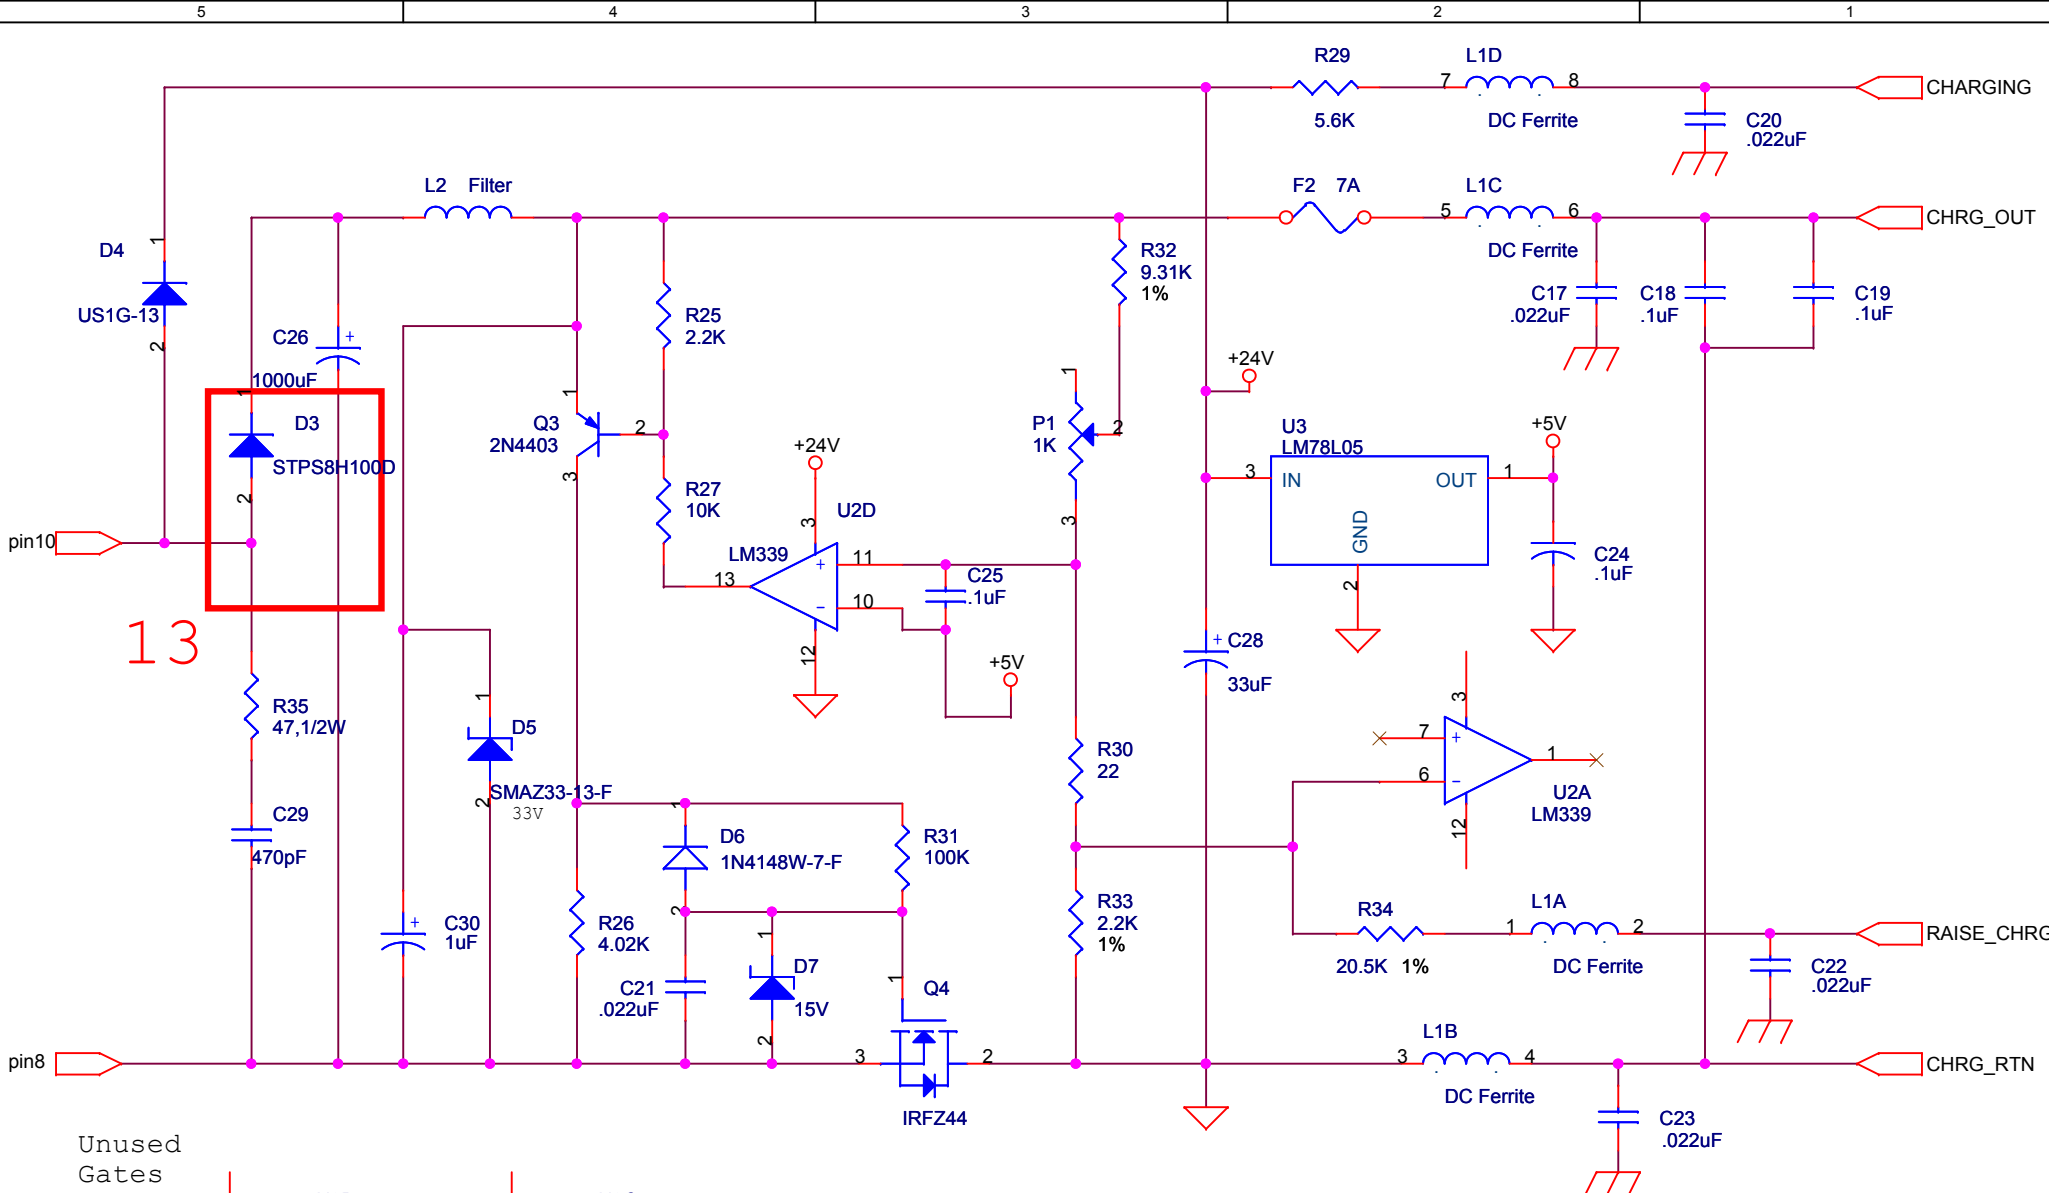 5 4 3 2 1
R29 L1D
7 8 CHARGING
5.6K DC Ferrite C20
.022uF
L2 Filter F2 7A L1C
5 6 CHRG_OUT
1
D4 R32 DC Ferrite
9.31K
1%
US1G-13 R25 C17 C18 C19
2.2K .022uF .1uF .1uF
2 C26 +
+24V
1000uF
1 1 1
D3 Q3 2 P1 2 U3 +5V
2N4403 1K LM78L05
+24V
STPS8H100D 3 IN OUT 1
3
2 R27 U2D GND
10K 3 3
pin10 LM339 11 C24
+ .1uF
13 C25
.1uF 2
10
−
13 12 +5V + C28
33uF
1
R35 D5 3
47,1/2W 7 +
R30
22 1
6 −
SMAZ33-13-F U2A
2 33V LM339
1
C29 D6 R31 12
470pF 1N4148W-7-F 100K
L1A
2 R33 R34 1 2
+ 2.2K RAISE_CHRG
C30 R26 1 1%
1uF 4.02K
C21 D7 1 Q4 20.5K 1% DC Ferrite C22
.022uF 15V .022uF
L1B
pin8 2 3 2 3 4 CHRG_RTN
DC Ferrite
IRFZ44 C23
.022uF
Unused
Gates